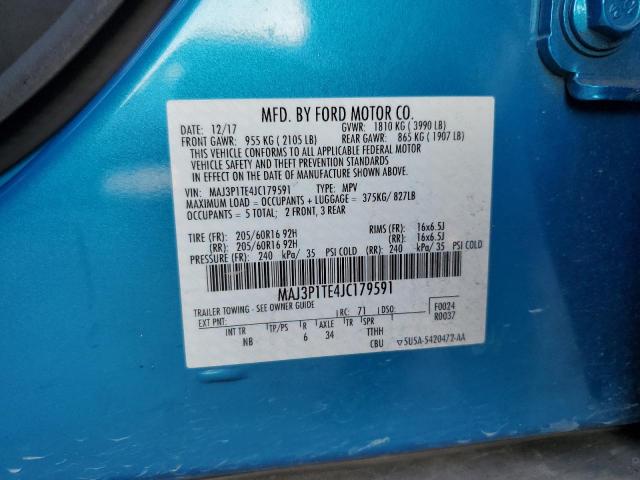 MFD. BY FORD MOTOR CO.
DATE: 12/17 GVWR: 1810 KG ( 3990 LB)
FRONT GAWR: 955 KG ( 2105 LB) REAR GAWR: 865 KG ( 1907 LB)
THIS VEHICLE CONFORMS TO ALL APPLICABLE FEDERAL MOTOR
VEHICLE SAFETY AND THEFT PREVENTION STANDARDS IN
EFFECT ON THE DATE OF MANUFACTURE SHOWN ABOVE.
VIN: MAJ3P1TE4JC179591 TYPE: MPV
MAXIMUM LOAD = OCCUPANTS + LUGGAGE = 375KG/ 827LB
OCCUPANTS = 5 TOTAL; 2 FRONT, 3 REAR
TIRE (FR): 205/60R16 92H RIMS (FR): 16x6.5J
(RR): 205/60R16 92H (RR): 16x6.5J
PRESSURE (FR): 240 kPa/ 35 PSI COLD (RR): 240 kPa/ 35 PSI COLD
MAJ3P1TE4JC179591
TRAILER TOWING - SEE OWNER GUIDE
EXT PNT: RC: 71 DSO: F0024
R0037
INT TR TP/PS R AXLE TR SPR
NB 6 34 TTHH
CBU ▽5U5A-5420472-AA